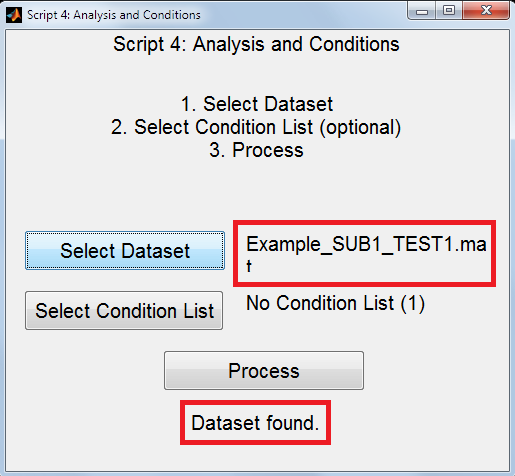 Script 4: Analysis and Conditions
Script 4: Analysis and Conditions
1. Select Dataset
2. Select Condition List (optional)
3. Process
Select Dataset
Example_SUB1_TEST1.ma
t
Select Condition List
No Condition List (1)
Process
Dataset found.